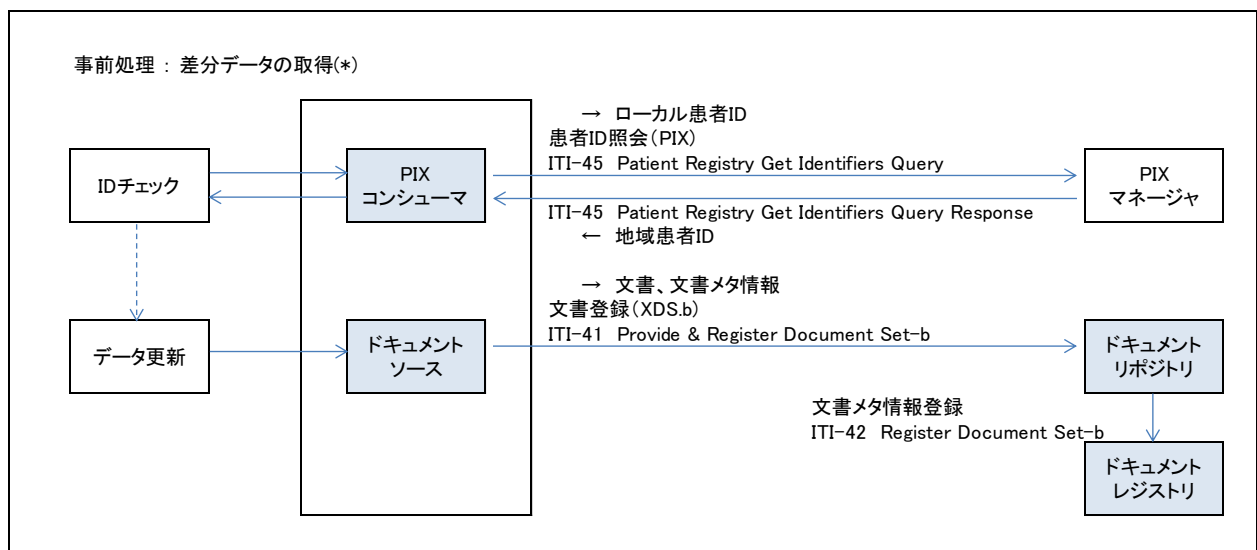 事前処理 : 差分データの取得(*)
→ ローカル患者ID
患者ID照会(PIX)
ITI-45 Patient Registry Get Identifiers Query
IDチェック
PIX
コンシューマ
PIX
マネージャ
ITI-45 Patient Registry Get Identifiers Query Response
← 地域患者ID
→ 文書、文書メタ情報
文書登録(XDS.b)
ITI-41 Provide & Register Document Set-b
データ更新
ドキュメント
ソース
ドキュメント
リポジトリ
文書メタ情報登録
ITI-42 Register Document Set-b
ドキュメント
レジストリ